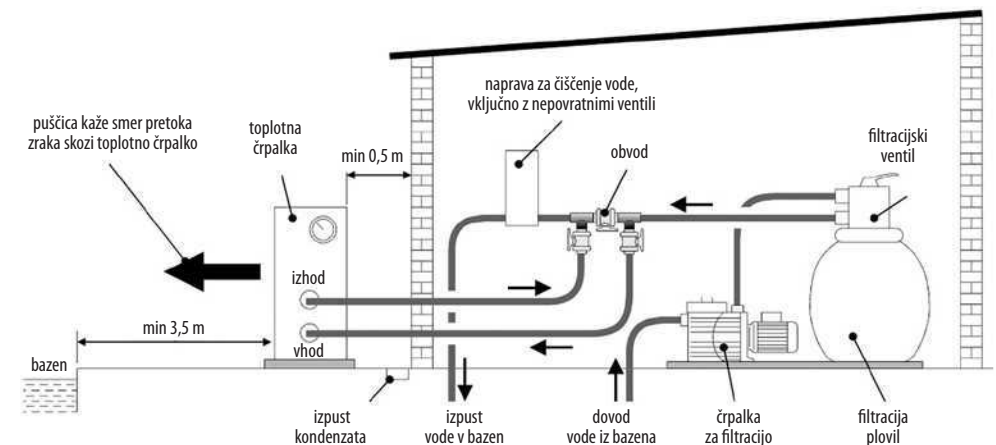 naprava za čiščenje vode,
vključno z nepovratnimi ventili
puščica kaže smer pretoka
zraka skozi toplotno črpalko
toplotna
črpalka
min 0,5 m
obvod
filtracijski
ventil
izhod
vhod
min 3,5 m
bazen
izpust
kondenzata
izpust
vode v bazen
dovod
vode iz bazena
črpalka
za filtracijo
filtracija
plovil